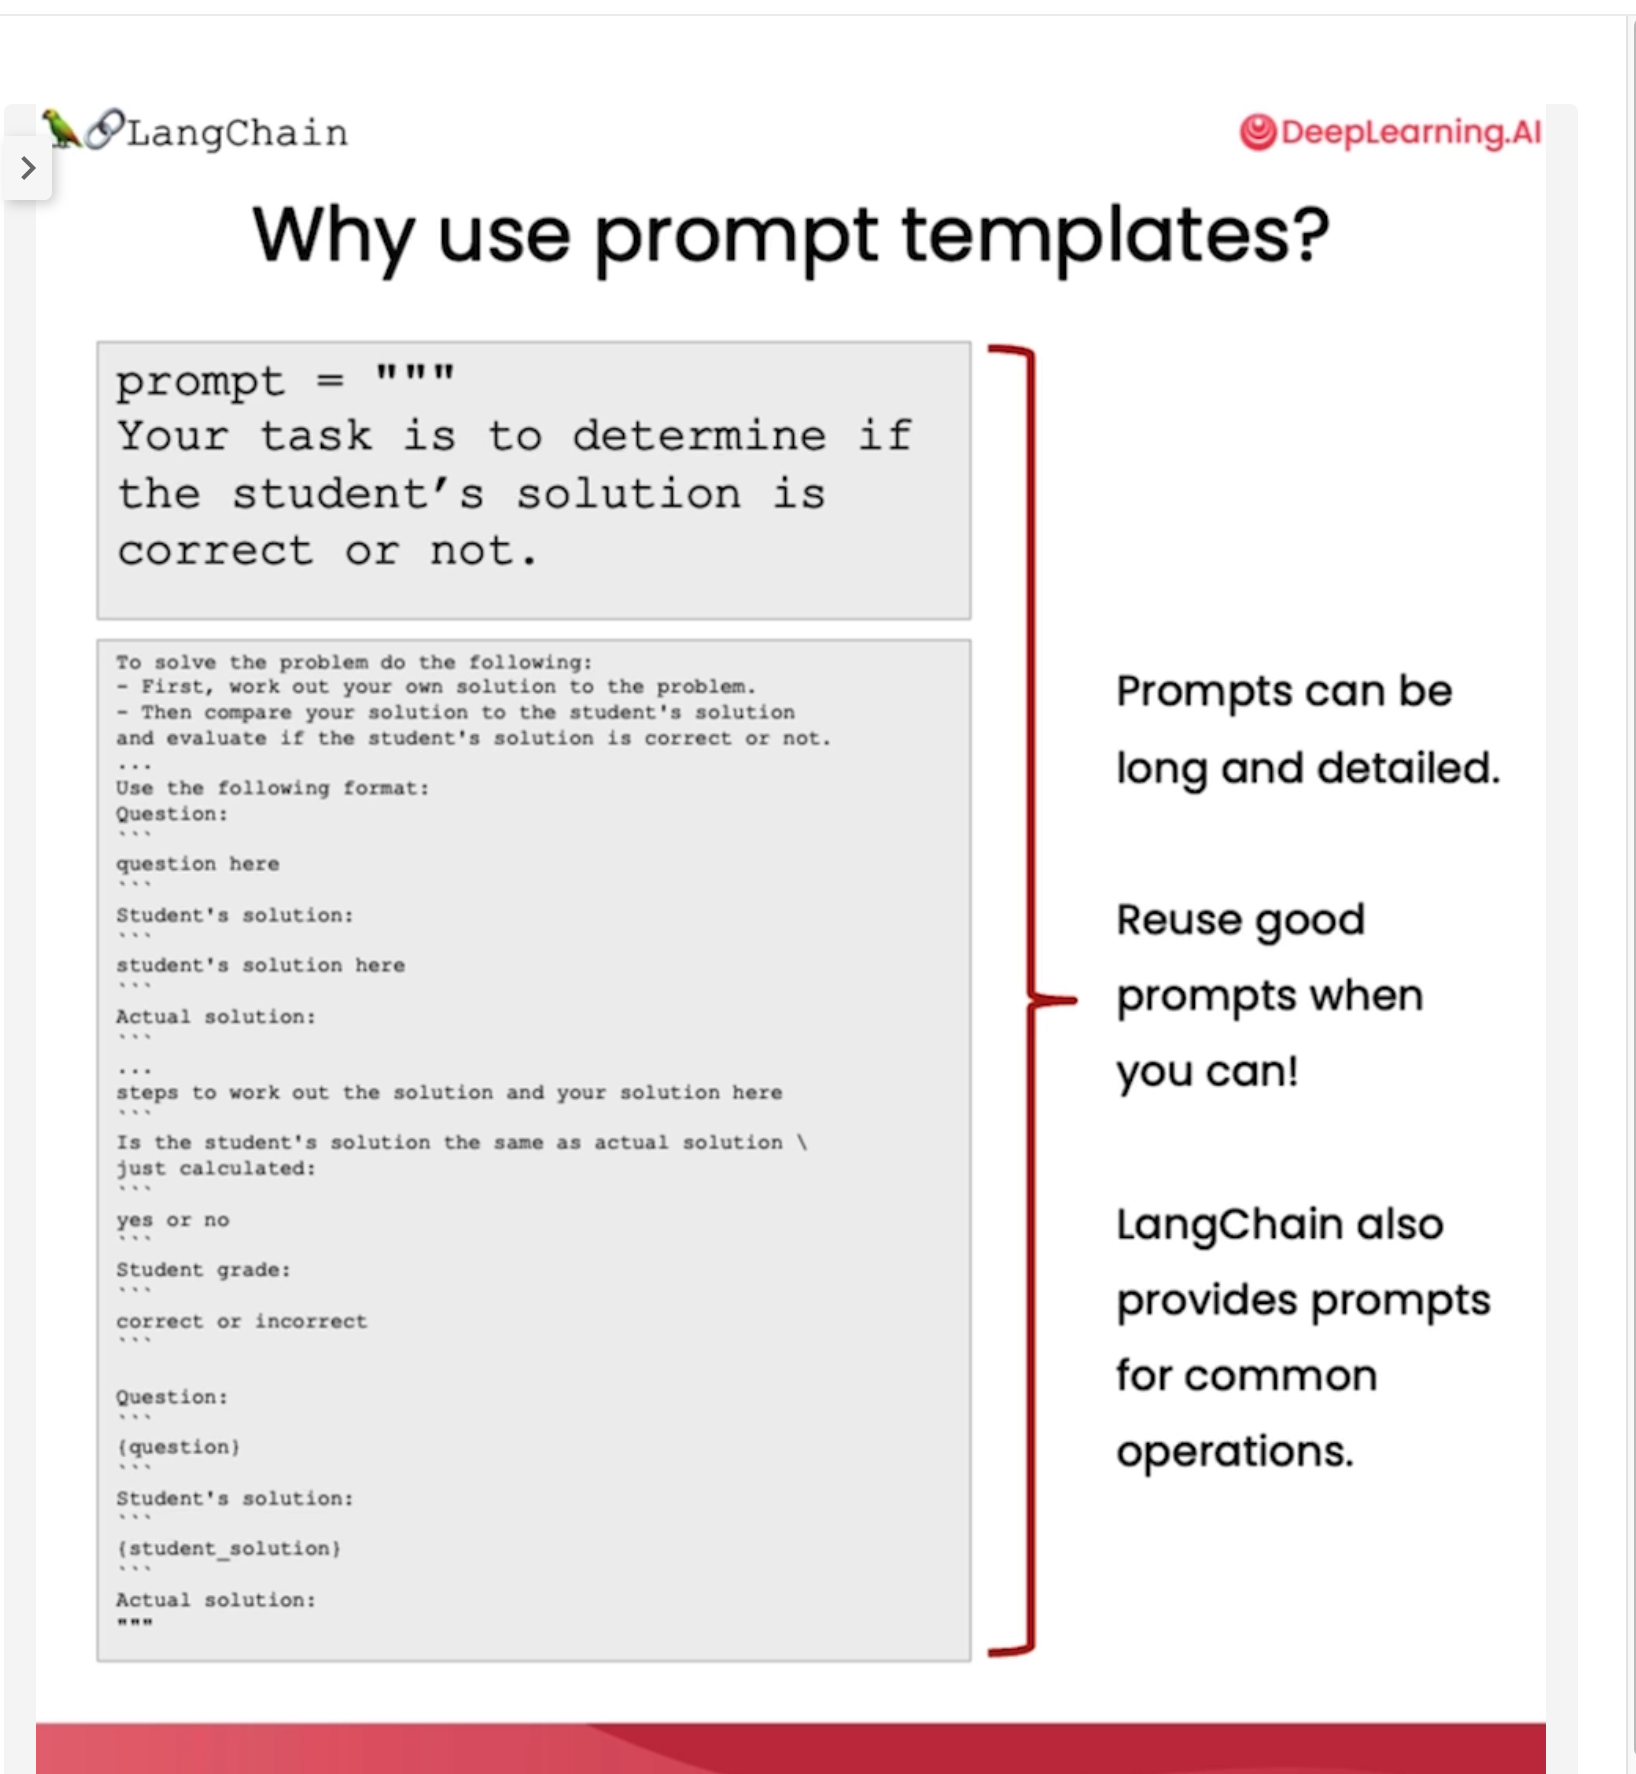 LangChain
DeepLearning.AI
Why use prompt templates?
prompt = """
Your task is to determine if
the student’s solution is
correct or not.
To solve the problem do the following:
- First, work out your own solution to the problem.
- Then compare your solution to the student's solution
and evaluate if the student's solution is correct or not.
...
Use the following format:
Question:
```
question here
```
Student's solution:
```
student's solution here
```
Actual solution:
```
...
steps to work out the solution and your solution here
```
Is the student's solution the same as actual solution \
just calculated:
```
yes or no
```
Student grade:
```
correct or incorrect
```
Question:
```
{question}
```
Student's solution:
```
{student_solution}
```
Actual solution:
"""
Prompts can be
long and detailed.
Reuse good
prompts when
you can!
LangChain also
provides prompts
for common
operations.